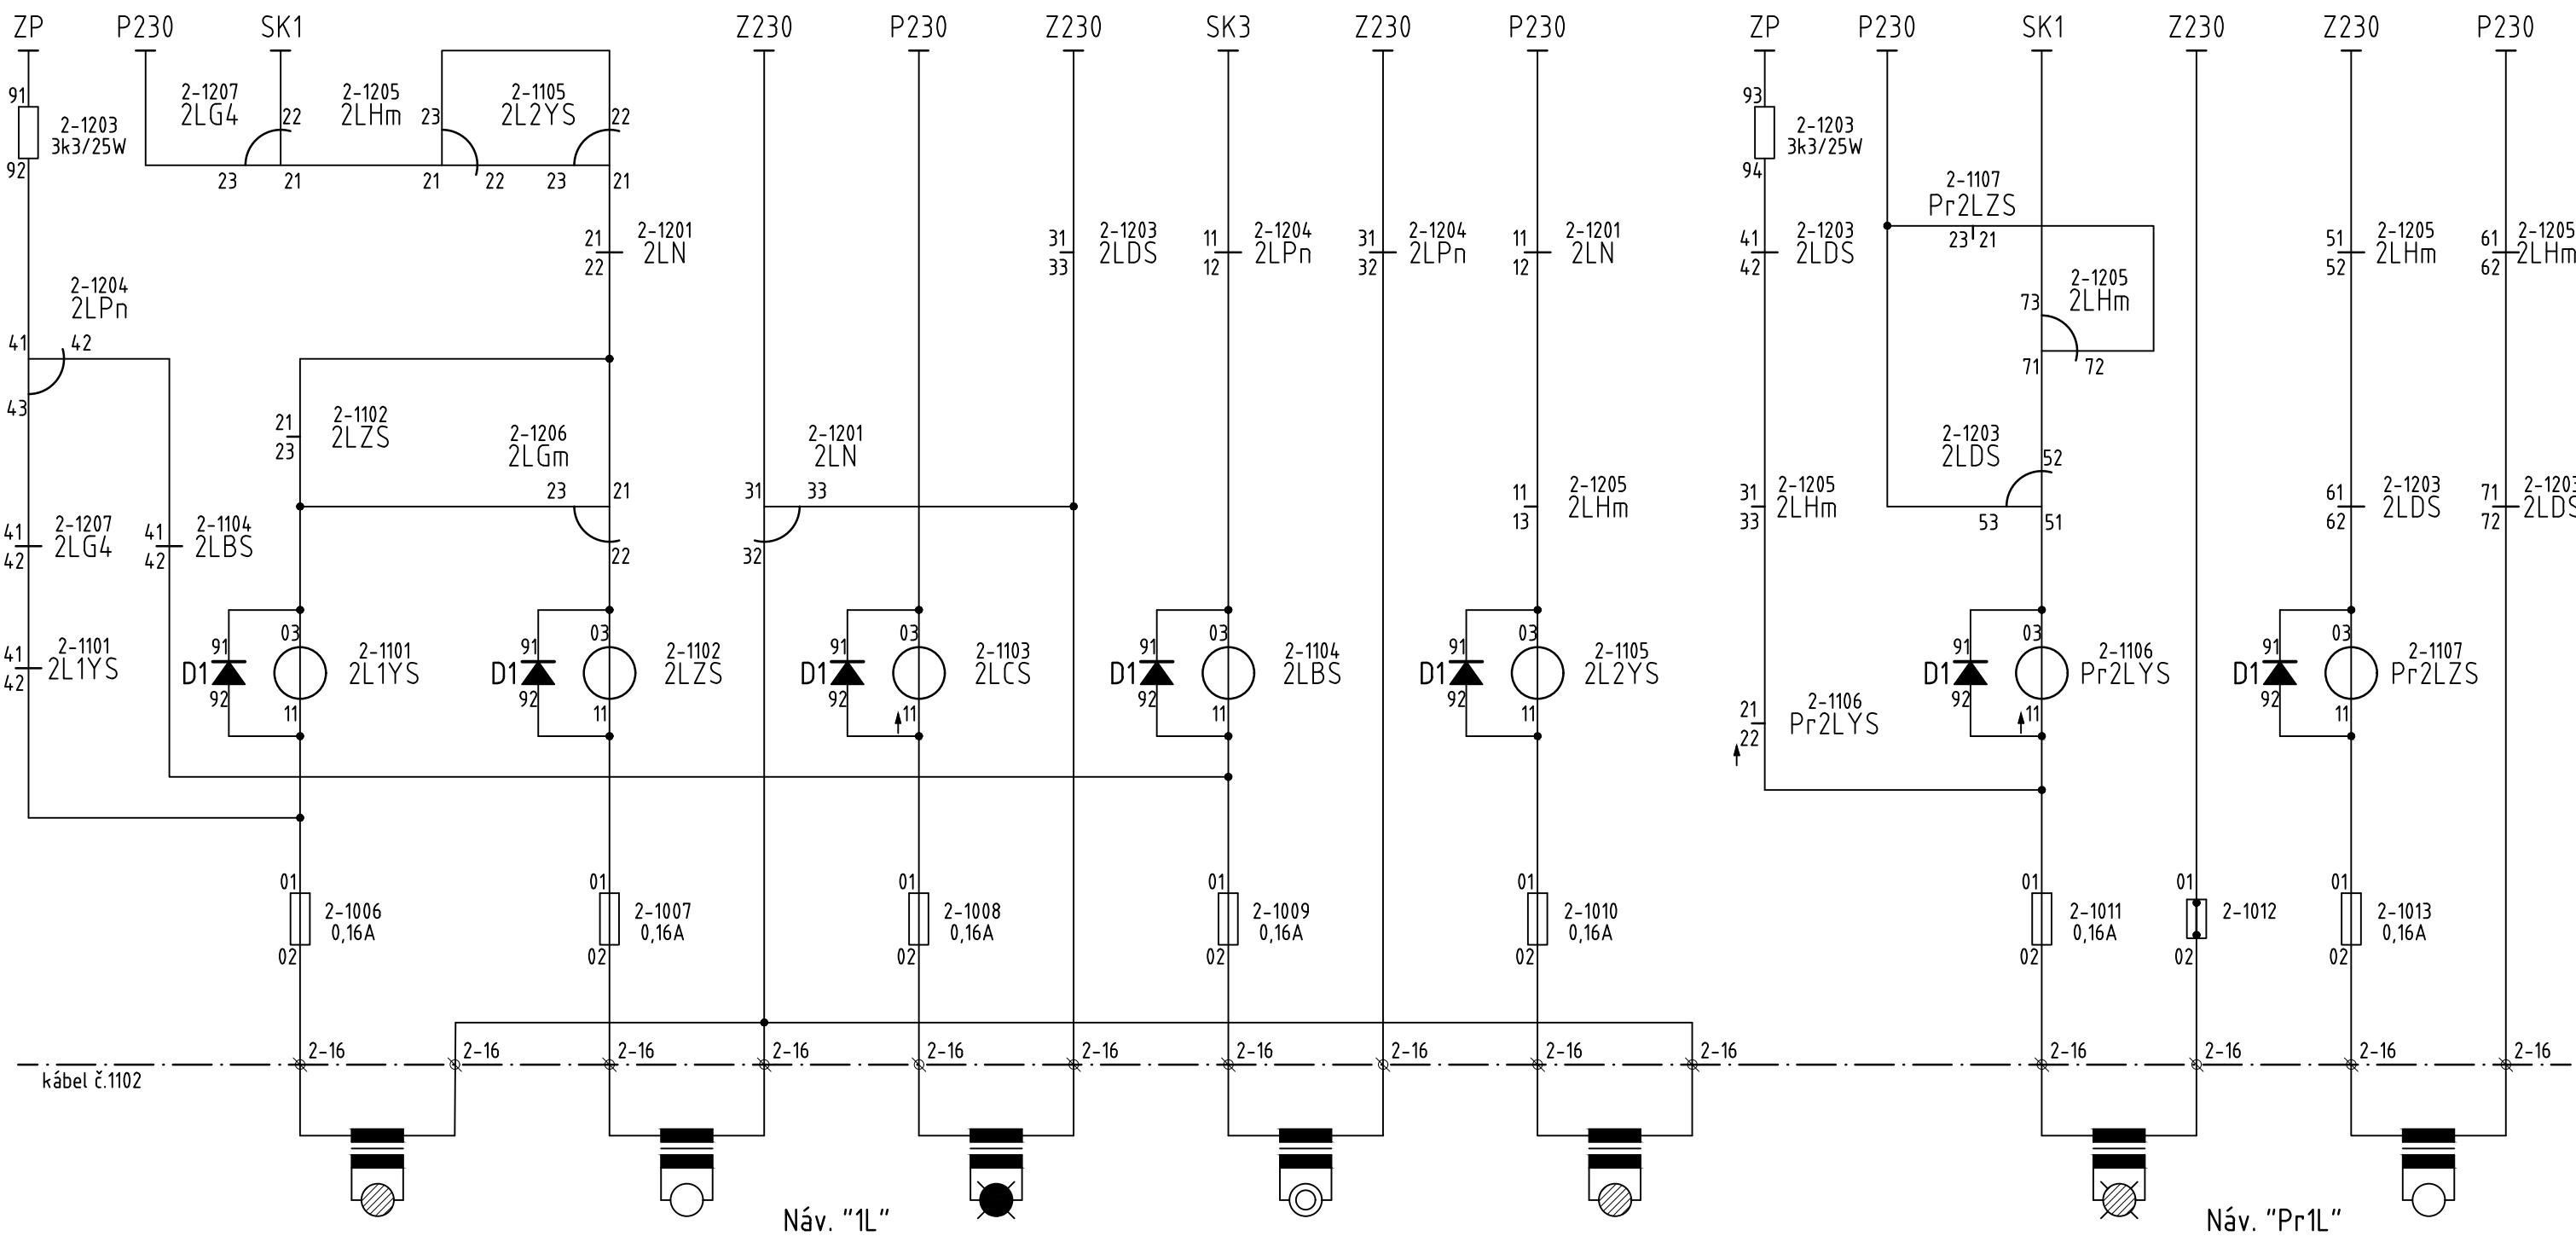 ZP P230 SK1 Z230 P230 Z230 SK3 Z230 P230 ZP P230 SK1 Z230 Z230 P230
91 2-1207 22 2-1205 23 2-1105 22 93
2LG4 2LHm 2L2YS
2-1203 2-1203
3k3/25W 3k3/25W
92 23 21 21 22 23 21 94
2-1107
Pr2LZS
23 21
21 2-1201 31 2-1203 11 2-1204 31 2-1204 11 2-1201 41 2-1203 51 2-1205 61 2-1205
22 2LN 33 2LDS 12 2LPn 32 2LPn 12 2LN 42 2LDS 52 2LHm 62 2LHm
2-1204 2-1205
2LPn 73 2LHm
41 42 71 72
43
21 2-1102 2-1206 2-1201 2-1203
23 2LZS 2LGm 2LN 2LDS 52
23 21 31 33 11 2-1205 31 2-1205 61 2-1203 71 2-1203
13 2LHm 33 2LHm 53 51 62 2LDS 72 2LDS
41 2-1207 41 2-1104 22 32
42 2LG4 42 2LBS
41 2-1101 91 03 2-1101 91 03 2-1102 91 03 2-1103 91 03 2-1104 91 03 2-1105 91 03 2-1106 91 03 2-1107
42 2L1YS D1 2L1YS D1 2LZS D1 2LCS D1 2LBS D1 2L2YS D1 Pr2LYS D1 Pr2LZS
92 11 92 11 92 11 92 11 92 11 92 11 92 11
21 2-1106
22 Pr2LYS
01 01 01 01 01 01 01 01
2-1006 2-1007 2-1008 2-1009 2-1010 2-1011 2-1012 2-1013
0,16A 0,16A 0,16A 0,16A 0,16A 0,16A 0,16A
02 02 02 02 02 02 02 02
2-16 2-16 2-16 2-16 2-16 2-16 2-16 2-16 2-16 2-16 2-16 2-16 2-16 2-16
kábel č.1102
Náv. "1L" Náv. "Pr1L"